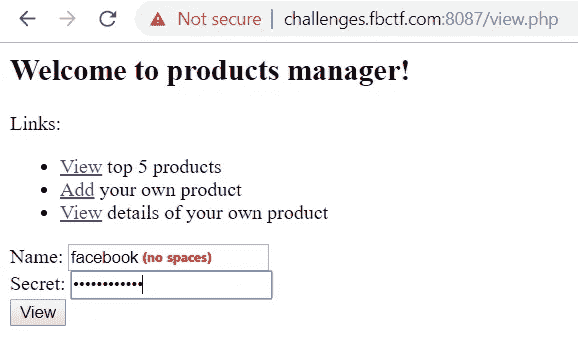 Not secure | challenges.fbctf.com:8087/view.php
Welcome to products manager!
Links:
• View top 5 products
• Add your own product
• View details of your own product
Name: facebook (no spaces)
Secret: ••••••••••••
View